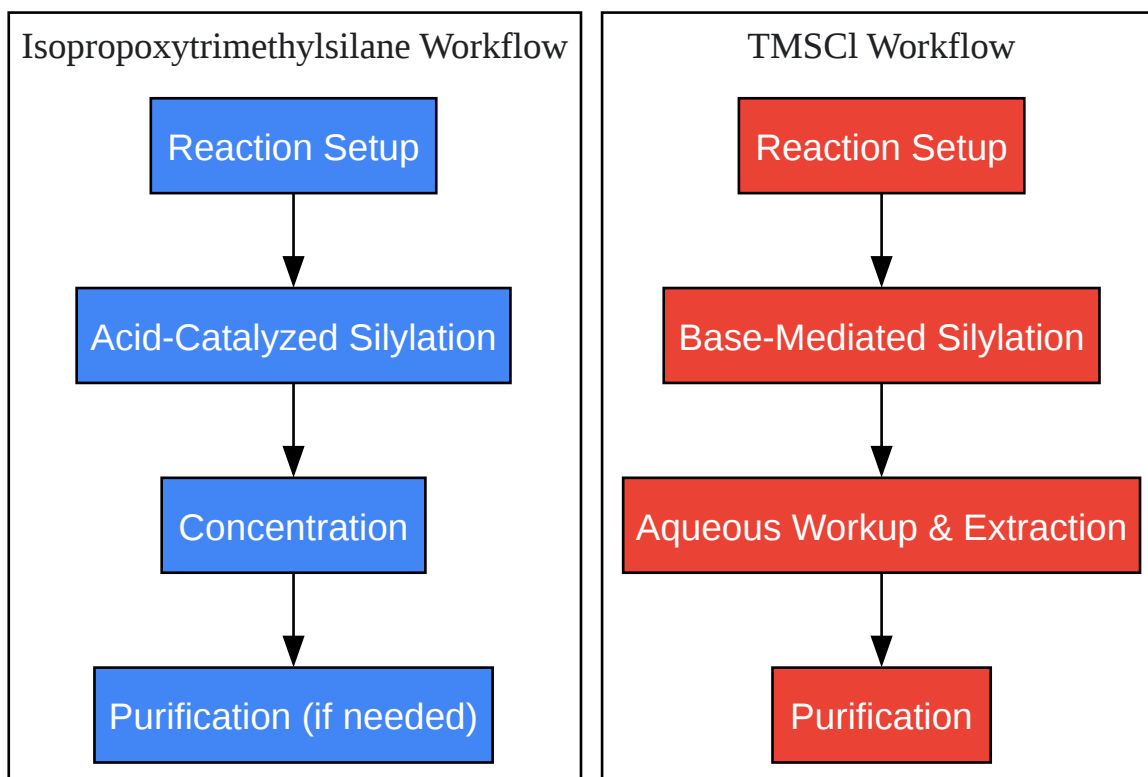 Isopropoxytrimethylsilane Workflow
Reaction Setup
Acid-Catalyzed Silylation
Concentration
Purification (if needed)
TMSCl Workflow
Reaction Setup
Base-Mediated Silylation
Aqueous Workup & Extraction
Purification